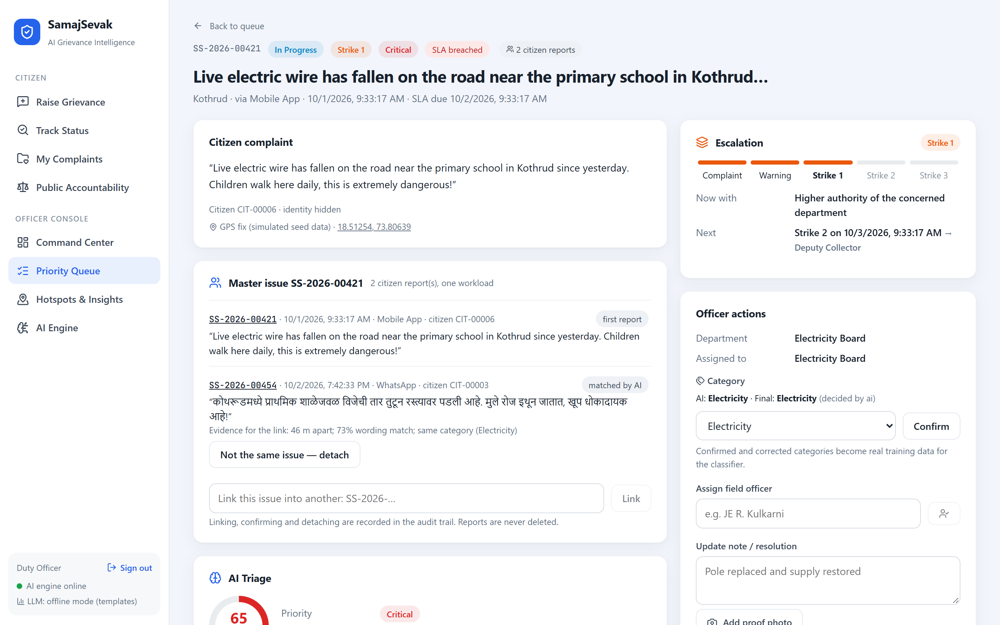 SamajSevak
AI Grievance Intelligence
CITIZEN
Raise Grievance
Track Status
My Complaints
Public Accountability
OFFICER CONSOLE
Command Center
Priority Queue
Hotspots & Insights
AI Engine
Duty Officer
Sign out
AI engine online
LLM: offline mode (templates)
Back to queue
SS-2026-00421 In Progress Strike 1 Critical SLA breached 2 citizen reports
Live electric wire has fallen on the road near the primary school in Kothrud…
Kothrud · via Mobile App · 10/1/2026, 9:33:17 AM · SLA due 10/2/2026, 9:33:17 AM
Citizen complaint
“Live electric wire has fallen on the road near the primary school in Kothrud since yesterday.
Children walk here daily, this is extremely dangerous!”
Citizen CIT-00006 · identity hidden
GPS fix (simulated seed data) · 18.51254, 73.80639
Master issue SS-2026-00421 2 citizen report(s), one workload
SS-2026-00421 · 10/1/2026, 9:33:17 AM · Mobile App · citizen CIT-00006 first report
“Live electric wire has fallen on the road near the primary school in Kothrud since yesterday. Children
walk here daily, this is extremely dangerous!”
SS-2026-00454 · 10/2/2026, 7:42:33 PM · WhatsApp · citizen CIT-00003 matched by AI
“कोथरूडमध्ये प्राथमिक शाळेजवळ विजेची तार तुटून रस्त्यावर पडली आहे. मुले रोज इथून जातात, खूप धोकादायक
आहे!”
Evidence for the link: 46 m apart; 73% wording match; same category (Electricity)
Not the same issue — detach
Link this issue into another: SS-2026-... Link
Linking, confirming and detaching are recorded in the audit trail. Reports are never deleted.
AI Triage
65
Priority Critical
Escalation Strike 1
Complaint Warning Strike 1 Strike 2 Strike 3
Now with Higher authority of the concerned
department
Next Strike 2 on 10/3/2026, 9:33:17 AM →
Deputy Collector
Officer actions
Department Electricity Board
Assigned to Electricity Board
Category
AI: Electricity · Final: Electricity (decided by ai)
Electricity Confirm
Confirmed and corrected categories become real training data for
the classifier.
Assign field officer
e.g. JE R. Kulkarni
Update note / resolution
Pole replaced and supply restored
Add proof photo